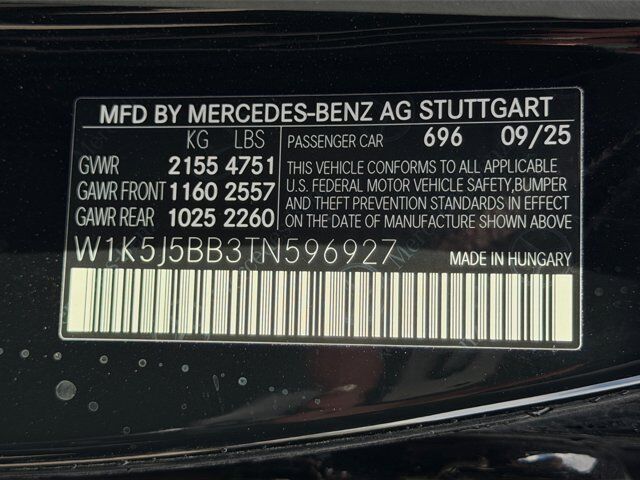 MFD BY MERCEDES-BENZ AG STUTTGART
KG LBS
GWWR 2155 4751
GAWR FRONT 1160 2557
GAWR REAR 1025 2260
PASSENGER CAR 696 09/25
THIS VEHICLE CONFORMS TO ALL APPLICABLE
U.S. FEDERAL MOTOR VEHICLE SAFETY,BUMPER
AND THEFT PREVENTION STANDARDS IN EFFECT
ON THE DATE OF MANUFACTURE SHOWN ABOVE
W1K5J5BB3TN596927
MADE IN HUNGARY